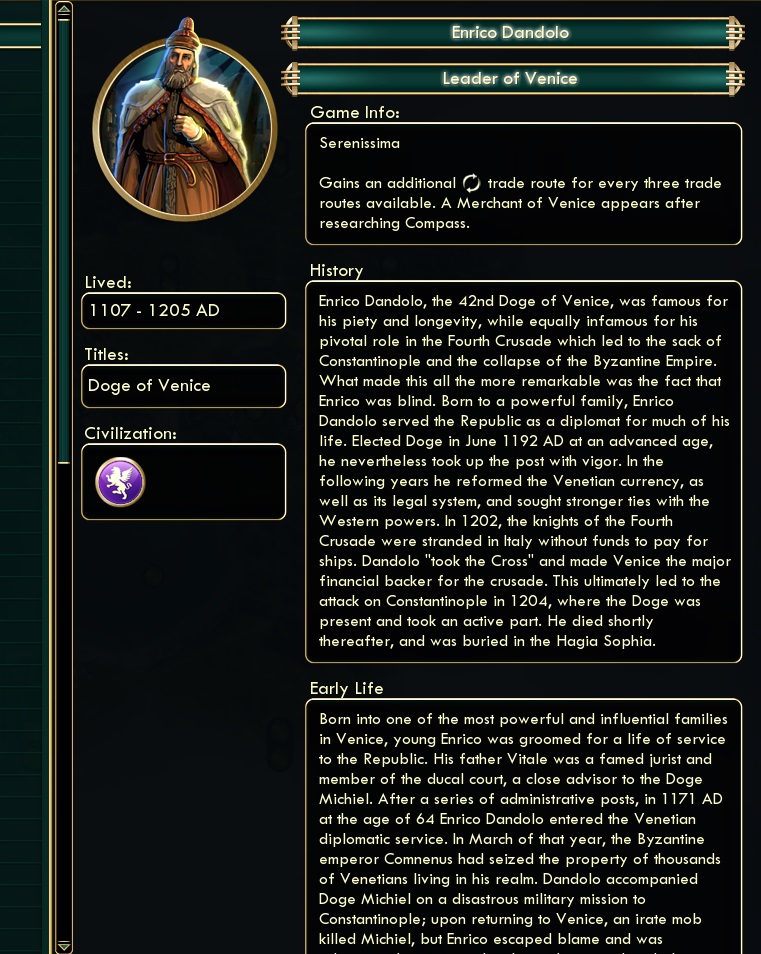 Enrico Dandolo
Leader of Venice
Game Info:
Serenissima
Gains an additional trade route for every three trade
routes available. A Merchant of Venice appears after
researching Compass.
Lived:
1107 - 1205 AD
Titles:
Doge of Venice
Civilization:
History
Enrico Dandolo, the 42nd Doge of Venice, was famous for
his piety and longevity, while equally infamous for his
pivotal role in the Fourth Crusade which led to the sack of
Constantinople and the collapse of the Byzantine Empire.
What made this all the more remarkable was the fact that
Enrico was blind. Born to a powerful family, Enrico
Dandolo served the Republic as a diplomat for much of his
life. Elected Doge in June 1192 AD at an advanced age,
he nevertheless took up the post with vigor. In the
following years he reformed the Venetian currency, as
well as its legal system, and sought stronger ties with the
Western powers. In 1202, the knights of the Fourth
Crusade were stranded in Italy without funds to pay for
ships. Dandolo "took the Cross" and made Venice the major
financial backer for the crusade. This ultimately led to the
attack on Constantinople in 1204, where the Doge was
present and took an active part. He died shortly
thereafter, and was buried in the Hagia Sophia.
Early Life
Born into one of the most powerful and influential families
in Venice, young Enrico was groomed for a life of service
to the Republic. His father Vitale was a famed jurist and
member of the ducal court, a close advisor to the Doge
Michiel. After a series of administrative posts, in 1171 AD
at the age of 64 Enrico Dandolo entered the Venetian
diplomatic service. In March of that year, the Byzantine
emperor Comnenus had seized the property of thousands
of Venetians living in his realm. Dandolo accompanied
Doge Michiel on a disastrous military mission to
Constantinople; upon returning to Venice, an irate mob
killed Michiel, but Enrico escaped blame and was